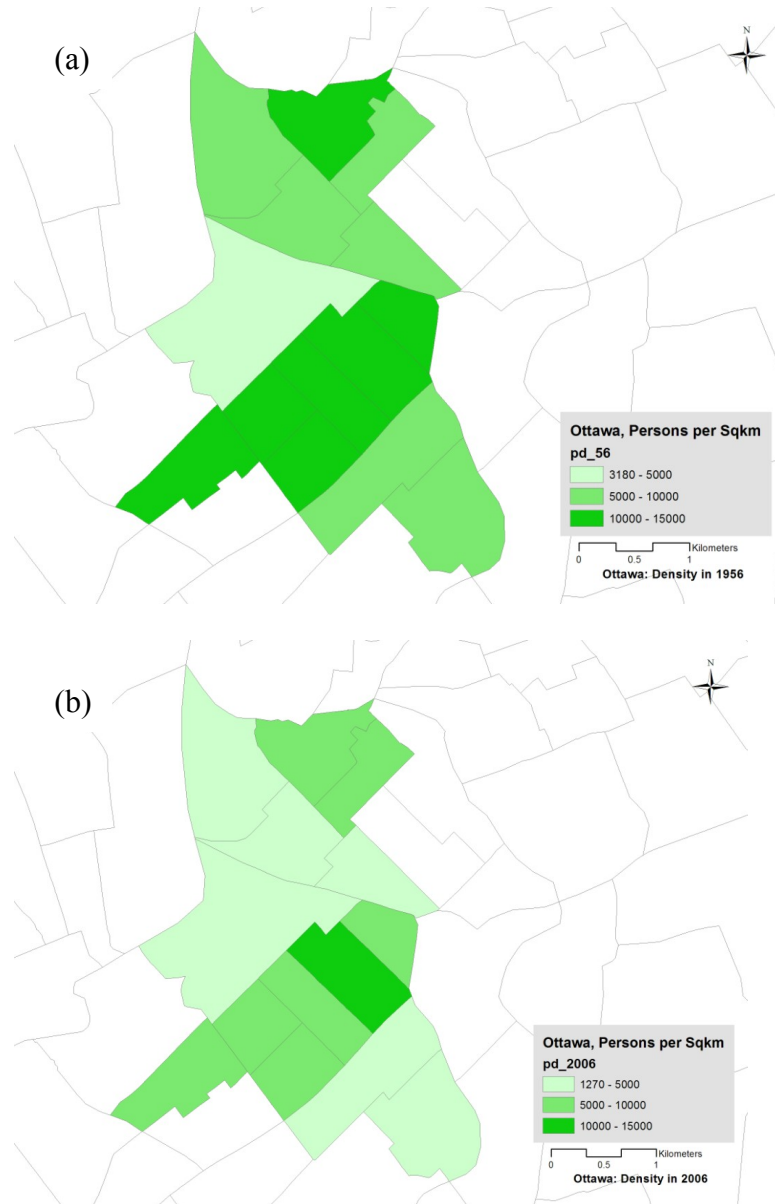 (a)
N
Ottawa, Persons per Sqkm
pd_56
3180 - 5000
5000 - 10000
10000 - 15000
Kilometers
0 0.5 1
Ottawa: Density in 1956
(b)
N
Ottawa, Persons per Sqkm
pd_2006
1270 - 5000
5000 - 10000
10000 - 15000
Kilometers
0 0.5 1
Ottawa: Density in 2006